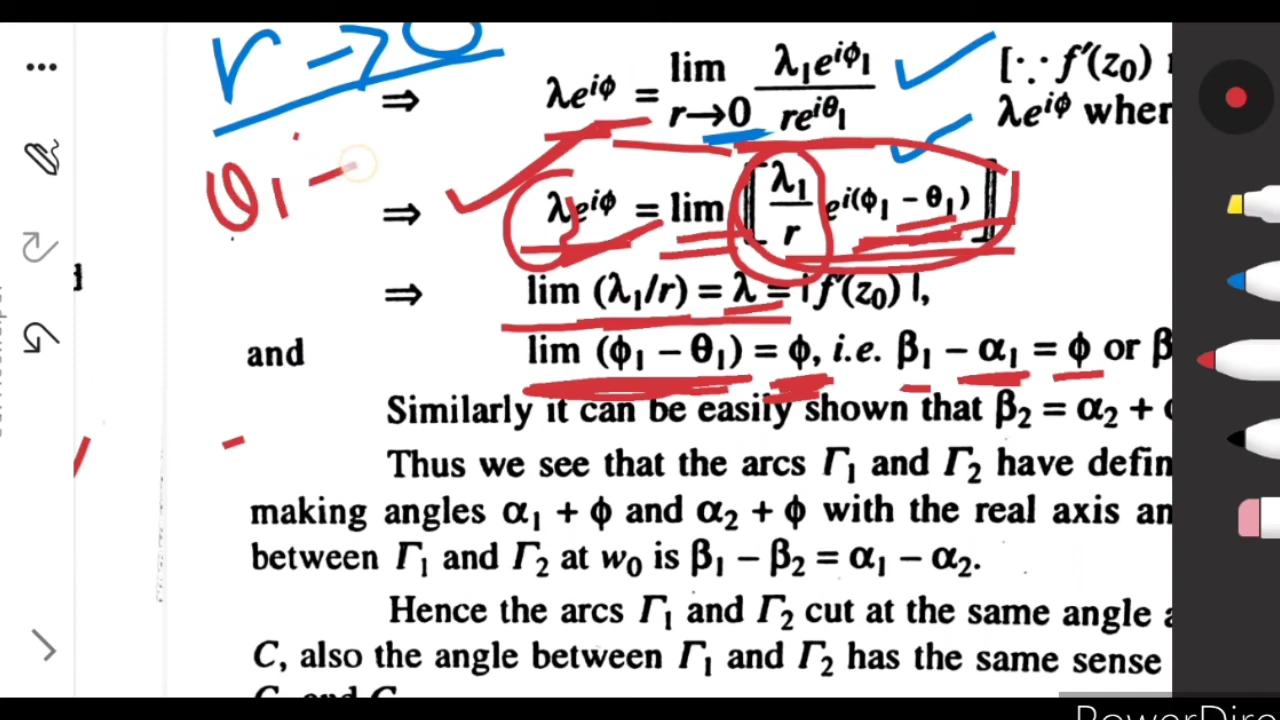 r→0
⇒ λe^{iϕ} = lim_{r→0} λ₁e^{iϕ₁} / re^{iθ₁} [∵ f′(z₀)
λe^{iϕ}
θ₁ –
⇒ λe^{iϕ} = lim [ λ₁/r e^{i(ϕ₁ − θ₁)} ]
⇒ lim (λ₁/r) = λ = | f′(z₀) |,
and lim (ϕ₁ − θ₁) = ϕ, i.e. β₁ − α₁ = ϕ or β
Similarly it can be easily shown that β₂ = α₂ +
Thus we see that the arcs Γ₁ and Γ₂ have
making angles α₁ + ϕ and α₂ + ϕ with the real axis
between Γ₁ and Γ₂ at w₀ is β₁ − β₂ = α₁ − α₂.
Hence the arcs Γ₁ and Γ₂ cut at the same angle
C, also the angle between Γ₁ and Γ₂ has the same sense